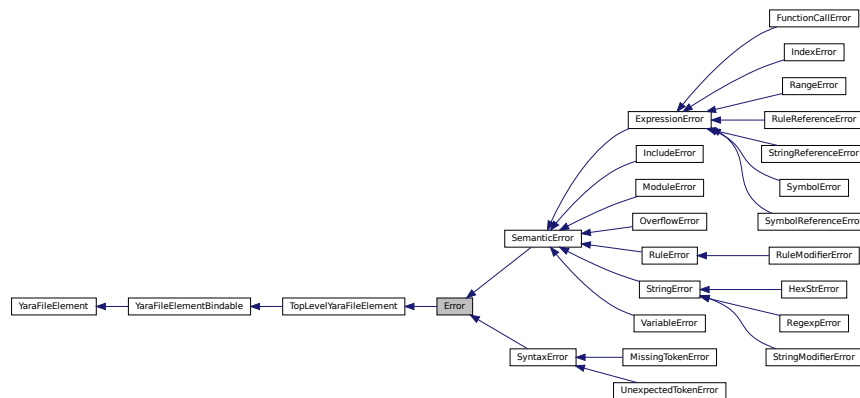 FunctionCallError
IndexError
RangeError
ExpressionError
RuleReferenceError
StringReferenceError
SymbolError
SymbolReferenceError
IncludeError
ModuleError
OverflowError
SemanticError
RuleError
RuleModifierError
StringError
HexStrError
RegexpError
StringModifierError
VariableError
YaraFileElement
YaraFileElementBindable
TopLevelYaraFileElement
Error
SyntaxError
MissingTokenError
UnexpectedTokenError